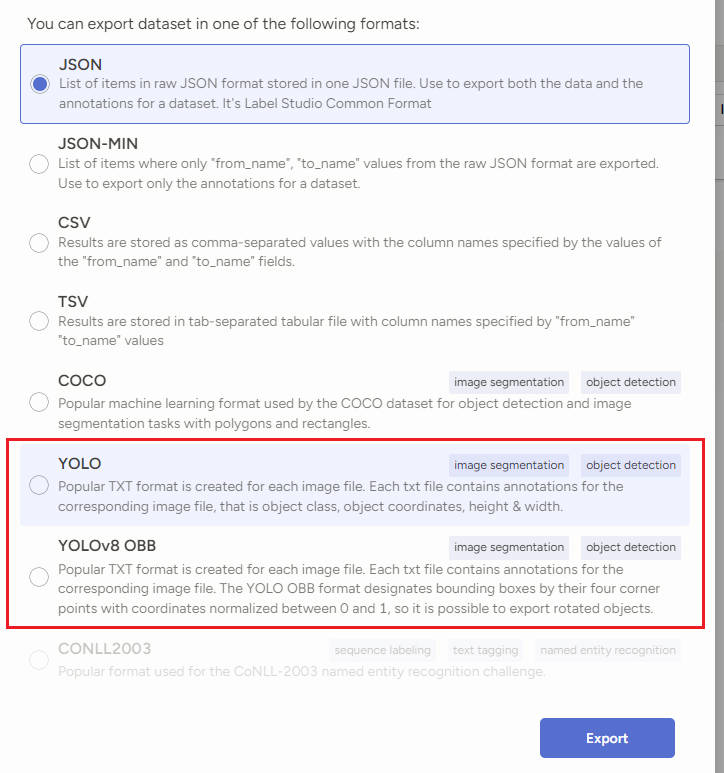 You can export dataset in one of the following formats:
JSON
List of items in raw JSON format stored in one JSON file. Use to export both the data and the
annotations for a dataset. It's Label Studio Common Format
JSON-MIN
List of items where only "from_name", "to_name" values from the raw JSON format are exported.
Use to export only the annotations for a dataset.
CSV
Results are stored as comma-separated values with the column names specified by the values of
the "from_name" and "to_name" fields.
TSV
Results are stored in tab-separated tabular file with column names specified by "from_name"
"to_name" values
COCO image segmentation object detection
Popular machine learning format used by the COCO dataset for object detection and image
segmentation tasks with polygons and rectangles.
YOLO image segmentation object detection
Popular TXT format is created for each image file. Each txt file contains annotations for the
corresponding image file, that is object class, object coordinates, height & width.
YOLOv8 OBB image segmentation object detection
Popular TXT format is created for each image file. Each txt file contains annotations for the
corresponding image file. The YOLO OBB format designates bounding boxes by their four corner
points with coordinates normalized between 0 and 1, so it is possible to export rotated objects.
CONLL2003 sequence labeling text tagging named entity recognition
Popular format used for the CoNLL-2003 named entity recognition challenge.
Export